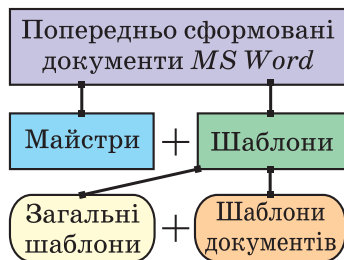 Попередньо сформовані
документи MS Word
Майстри + Шаблони
Загальні
шаблони
+
Шаблони
документів